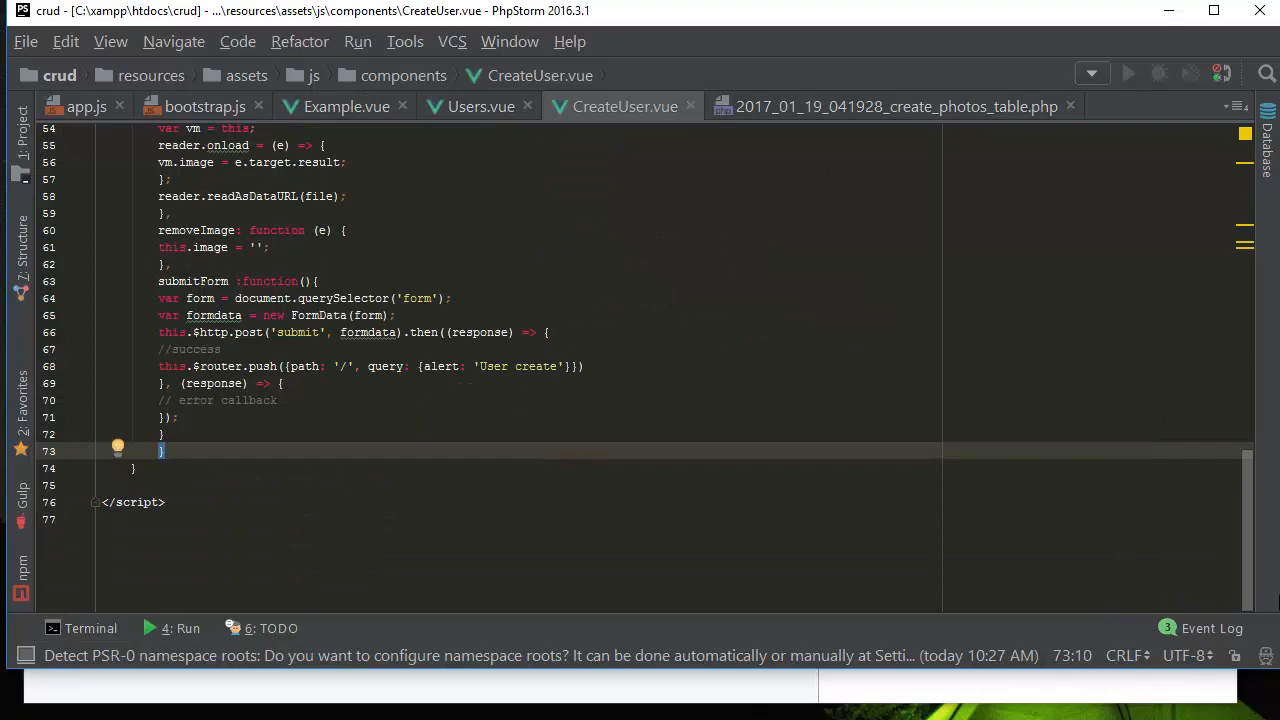 crud - [C:\xampp\htdocs\crud] - ...\resources\assets\js\components\CreateUser.vue - PhpStorm 2016.3.1
File Edit View Navigate Code Refactor Run Tools VCS Window Help
crud resources assets js components CreateUser.vue
app.js bootstrap.js Example.vue Users.vue CreateUser.vue 2017_01_19_041928_create_photos_table.php
1: Project
7: Structure
2: Favorites
Gulp
npm
54 var vm = this;
55 reader.onload = (e) => {
56 vm.image = e.target.result;
57 };
58 reader.readAsDataURL(file);
59 },
60 removeImage: function (e) {
61 this.image = '';
62 },
63 submitForm :function(){
64 var form = document.querySelector('form');
65 var formdata = new FormData(form);
66 this.$http.post('submit', formdata).then((response) => {
67 //success
68 this.$router.push({path: '/', query: {alert: 'User create'}})
69 }, (response) => {
70 // error callback
71 });
72 }
73 }
74 }
75
76 </script>
77
Database
Terminal 4: Run 6: TODO 3 Event Log
Detect PSR-0 namespace roots: Do you want to configure namespace roots? It can be done automatically or manually at Setti... (today 10:27 AM) 73:10 CRLF UTF-8